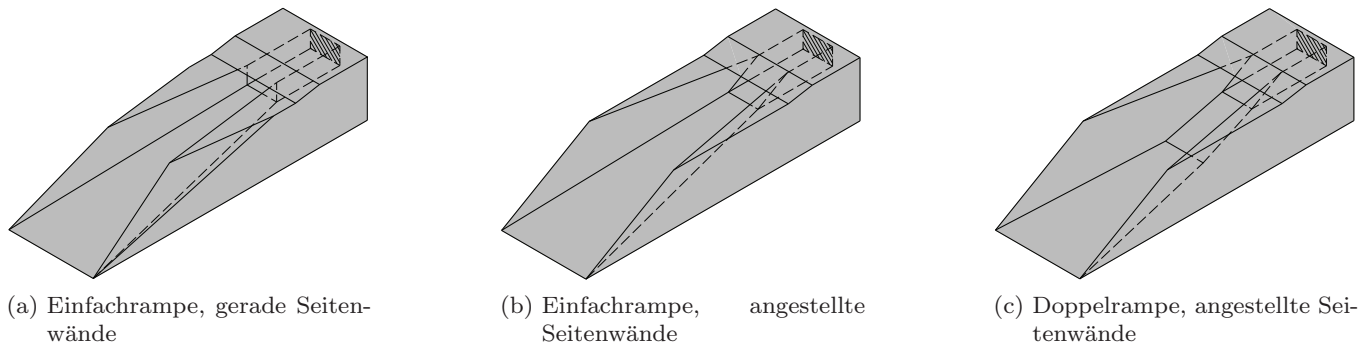 (a) Einfachrampe, gerade Seiten-
wände
(b) Einfachrampe, angestellte
Seitenwände
(c) Doppelrampe, angestellte Sei-
tenwände